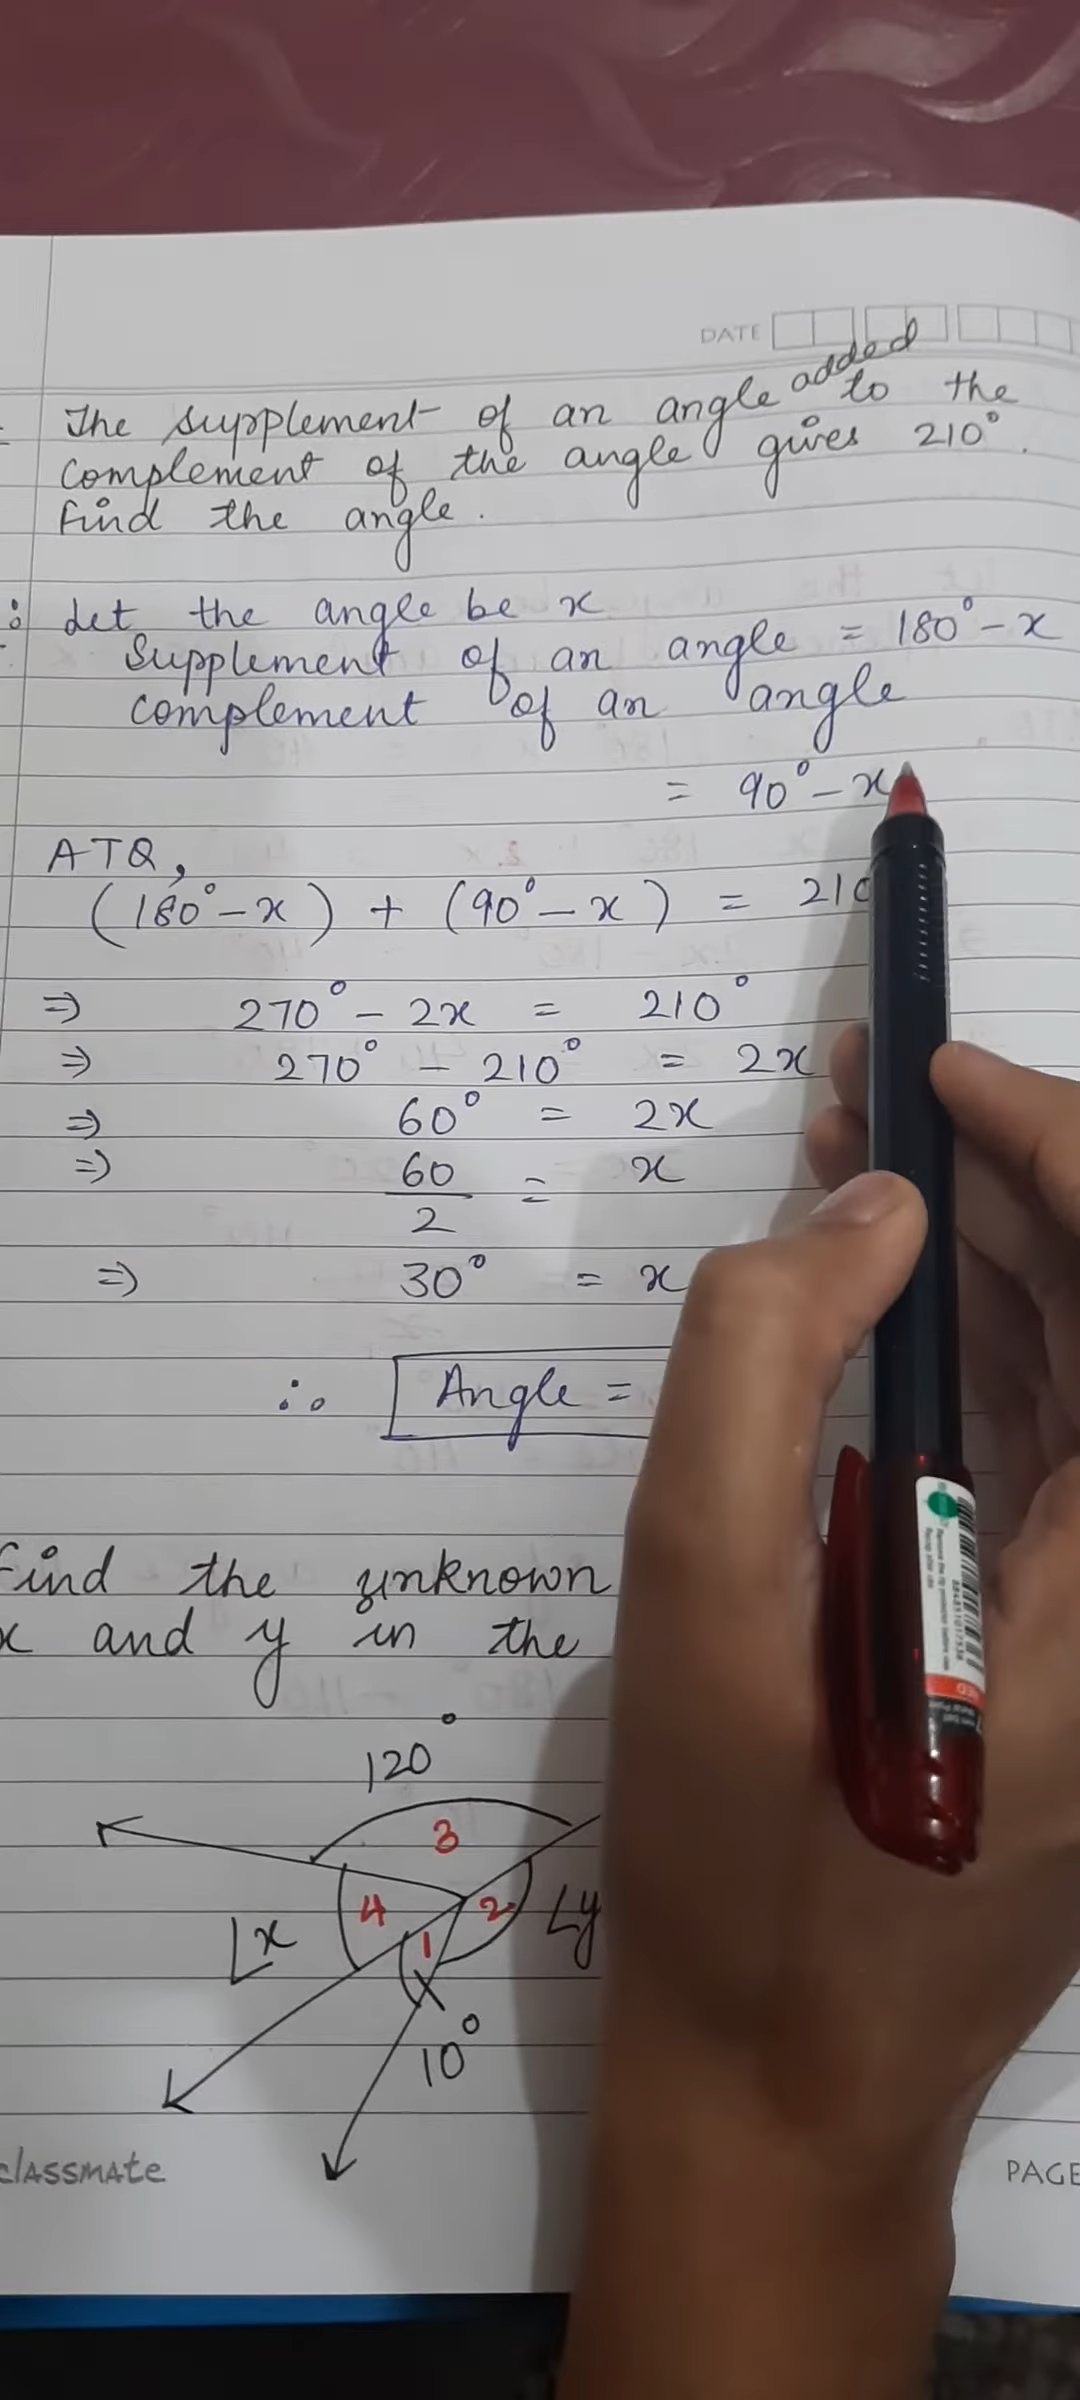 DATE
added
The supplement of an angle to the
complement of the angle gives 210°.
Find the angle.
Let the angle be x
Supplement of an angle = 180° - x
complement of an angle
= 90° - x
ATQ,
(180° - x) + (90° - x) = 210
⇒ 270° - 2x = 210°
⇒ 270° - 210° = 2x
⇒ 60° = 2x
⇒ 60/2 = x
⇒ 30° = x
∴ Angle =
Find the unknown
x and y in the
120°
3
4 2 ∠y
∠x 1
10°
classmate PAGE